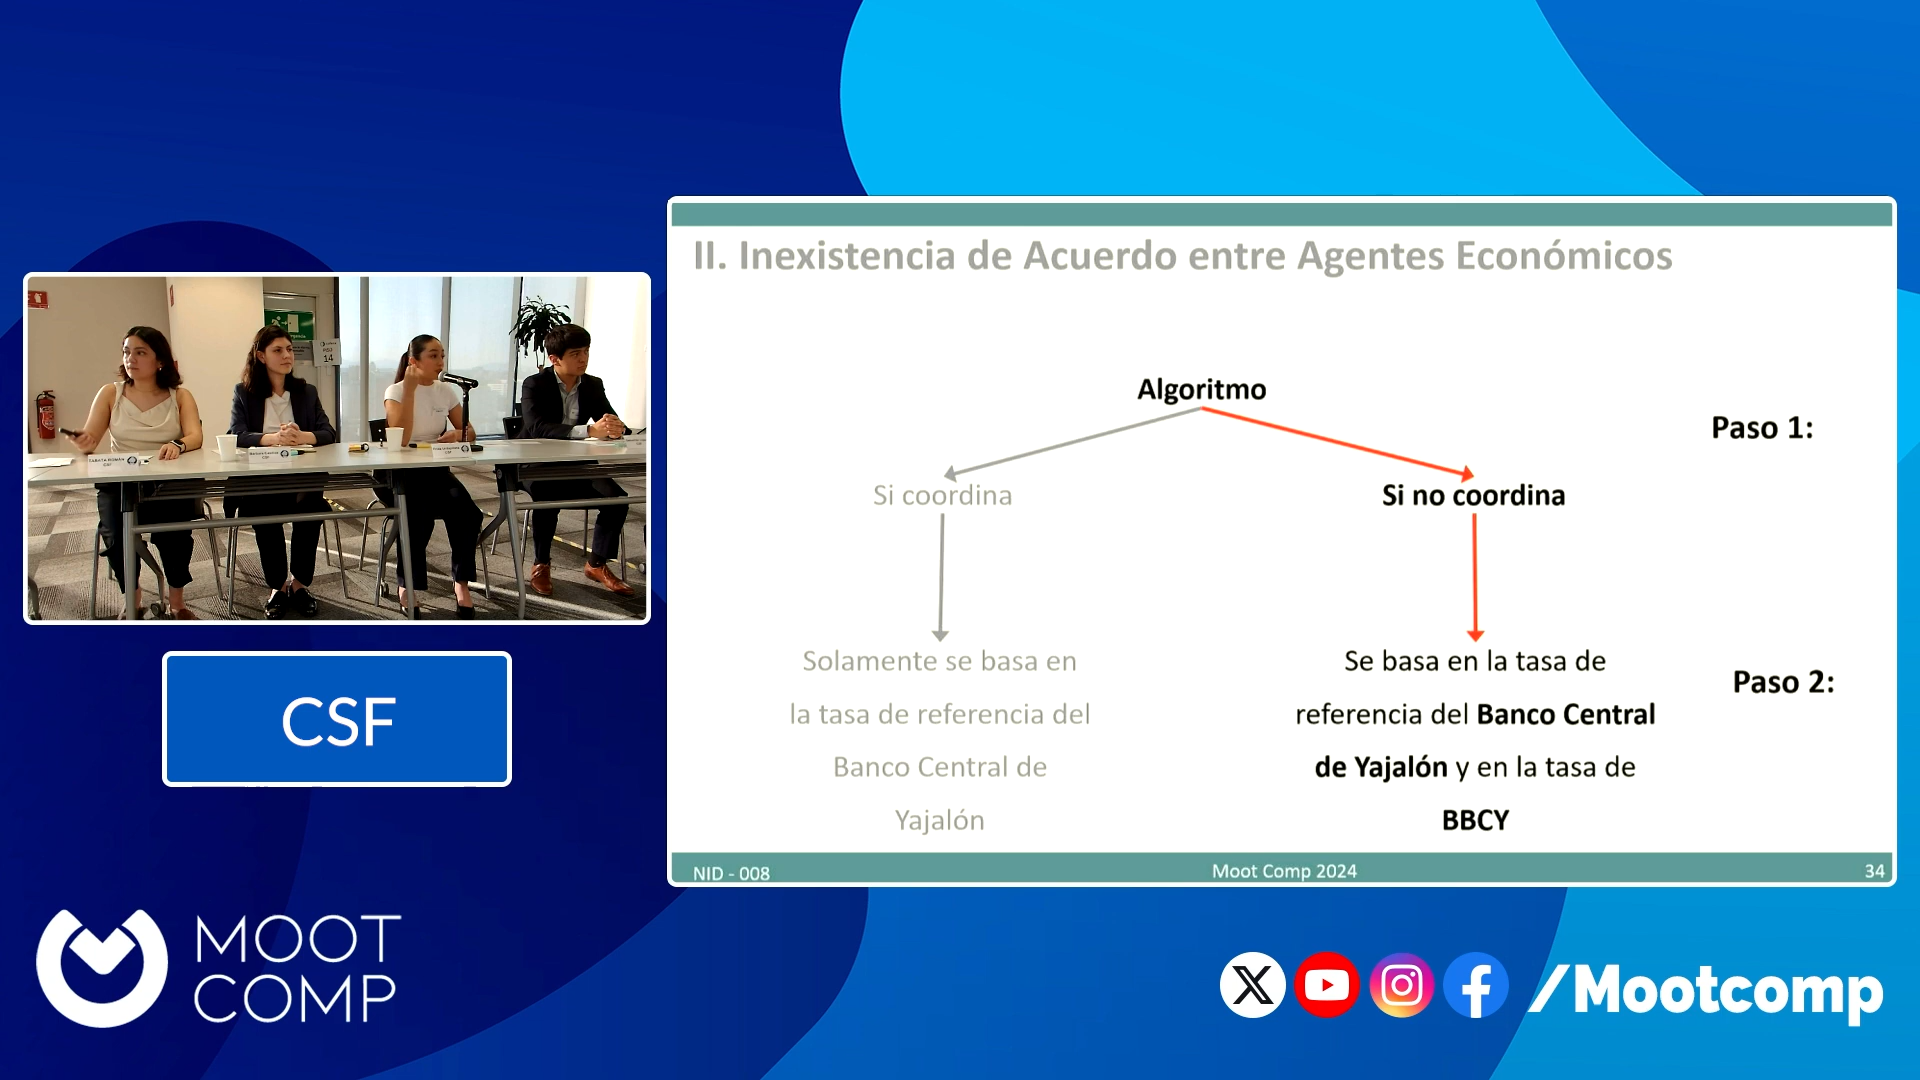 II. Inexistencia de Acuerdo entre Agentes Económicos
Algoritmo
Paso 1:
Si coordina
Si no coordina
Solamente se basa en
la tasa de referencia del
Banco Central de
Yajalón
Se basa en la tasa de
referencia del Banco Central
de Yajalón y en la tasa de
BBCY
Paso 2:
NID - 008
Moot Comp 2024
34
14
CSF
MOOT
COMP
/Mootcomp